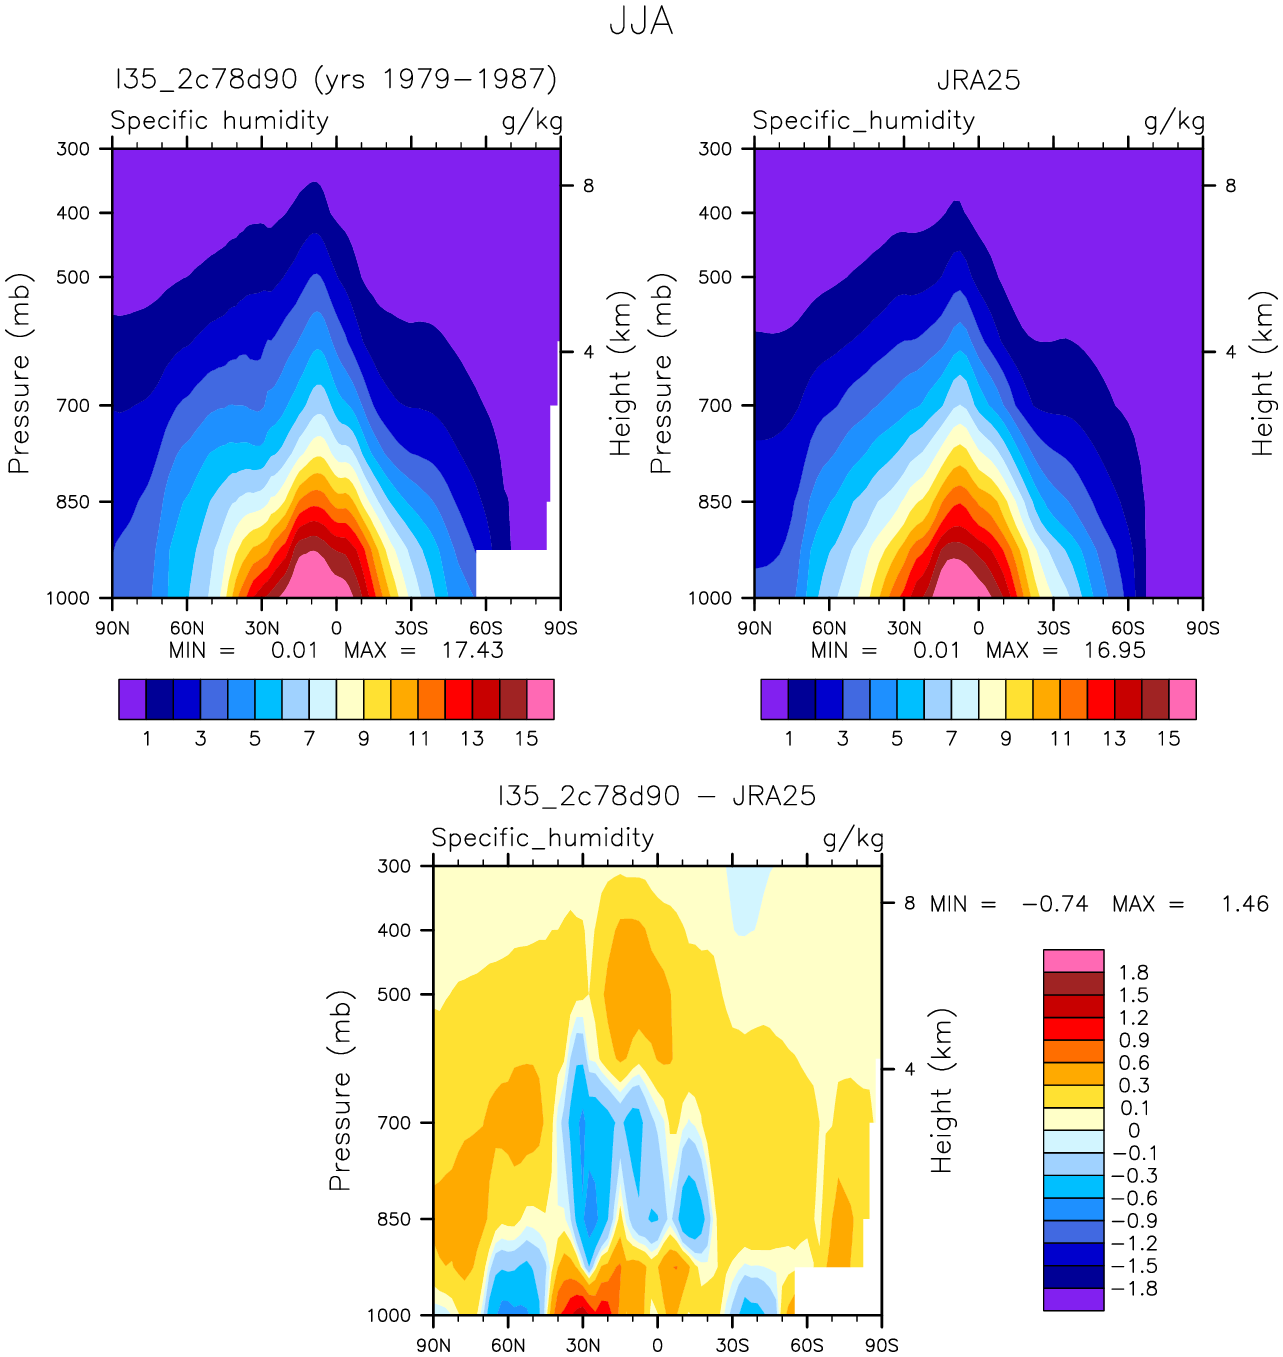 JJA
I35_2c78d90 (yrs 1979-1987)
Specific humidity g/kg
300
400
500
700
850
1000
Pressure (mb)
8
4
Height (km)
90N 60N 30N 0 30S 60S 90S
MIN = 0.01 MAX = 17.43
1 3 5 7 9 11 13 15
JRA25
Specific_humidity g/kg
300
400
500
700
850
1000
Pressure (mb)
8
4
Height (km)
90N 60N 30N 0 30S 60S 90S
MIN = 0.01 MAX = 16.95
1 3 5 7 9 11 13 15
I35_2c78d90 - JRA25
Specific_humidity g/kg
300
400
500
700
850
1000
Pressure (mb)
8
4
Height (km)
90N 60N 30N 0 30S 60S 90S
MIN = -0.74 MAX = 1.46
1.8
1.5
1.2
0.9
0.6
0.3
0.1
0
-0.1
-0.3
-0.6
-0.9
-1.2
-1.5
-1.8